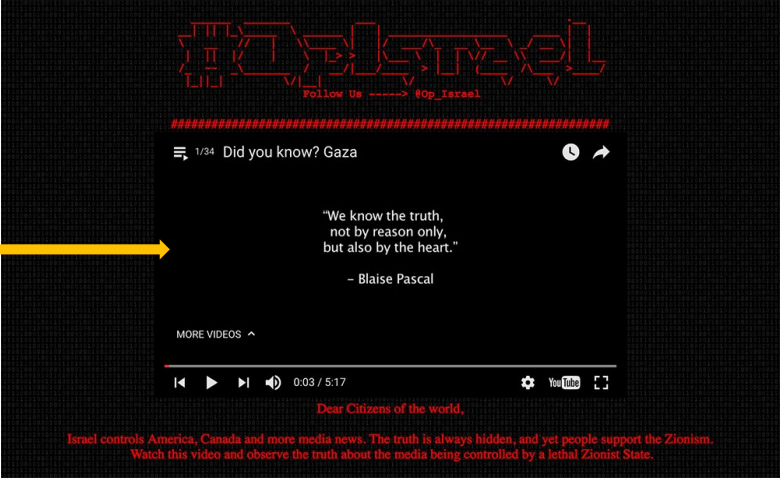 #OpIsrael
Follow Us -----> @Op_Israel
#################################################################
1/34 Did you know? Gaza
“We know the truth,
not by reason only,
but also by the heart.”
– Blaise Pascal
MORE VIDEOS
0:03 / 5:17
YouTube
Dear Citizens of the world,
Israel controls America, Canada and more media news. The truth is always hidden, and yet people support the Zionism.
Watch this video and observe the truth about the media being controlled by a lethal Zionist State.